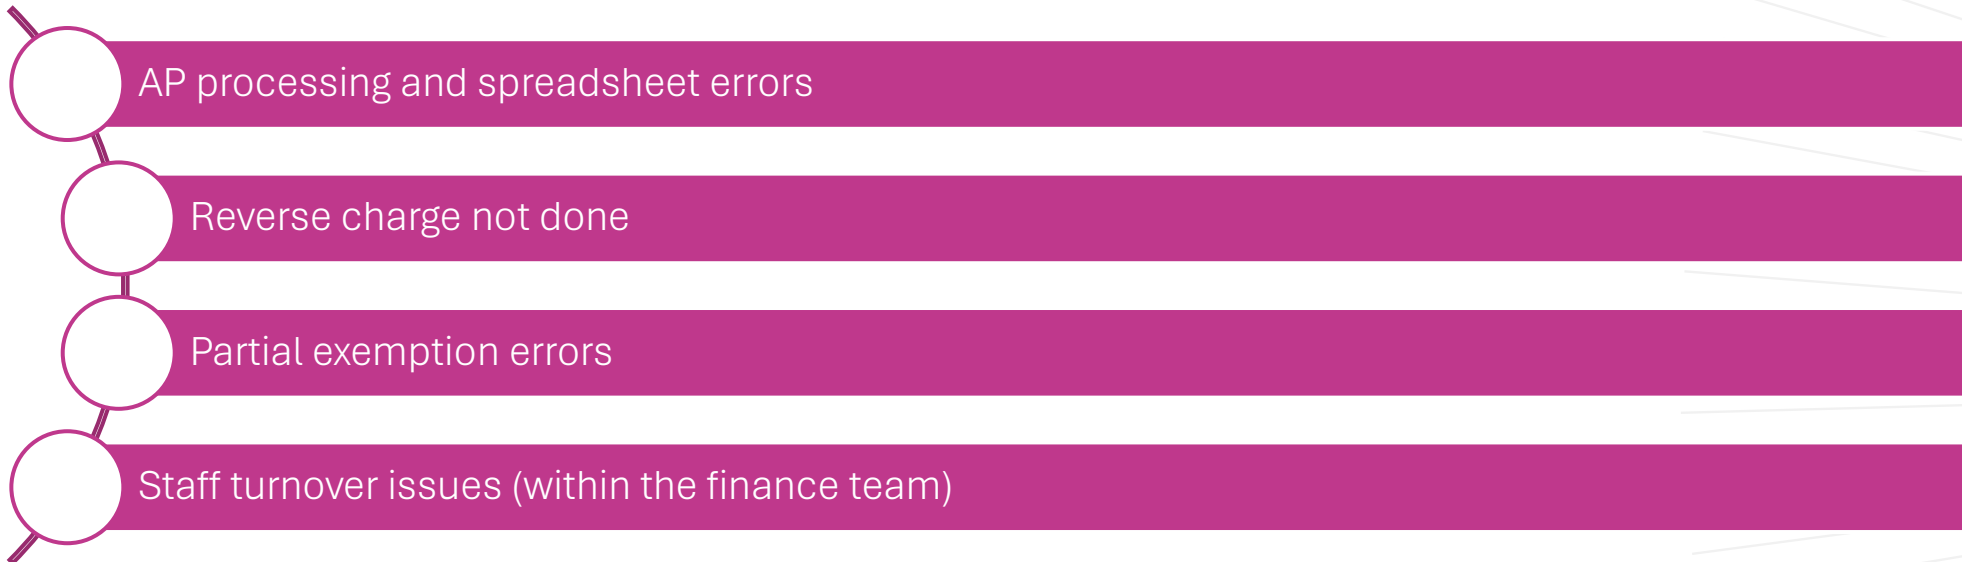 AP processing and spreadsheet errors
Reverse charge not done
Partial exemption errors
Staff turnover issues (within the finance team)